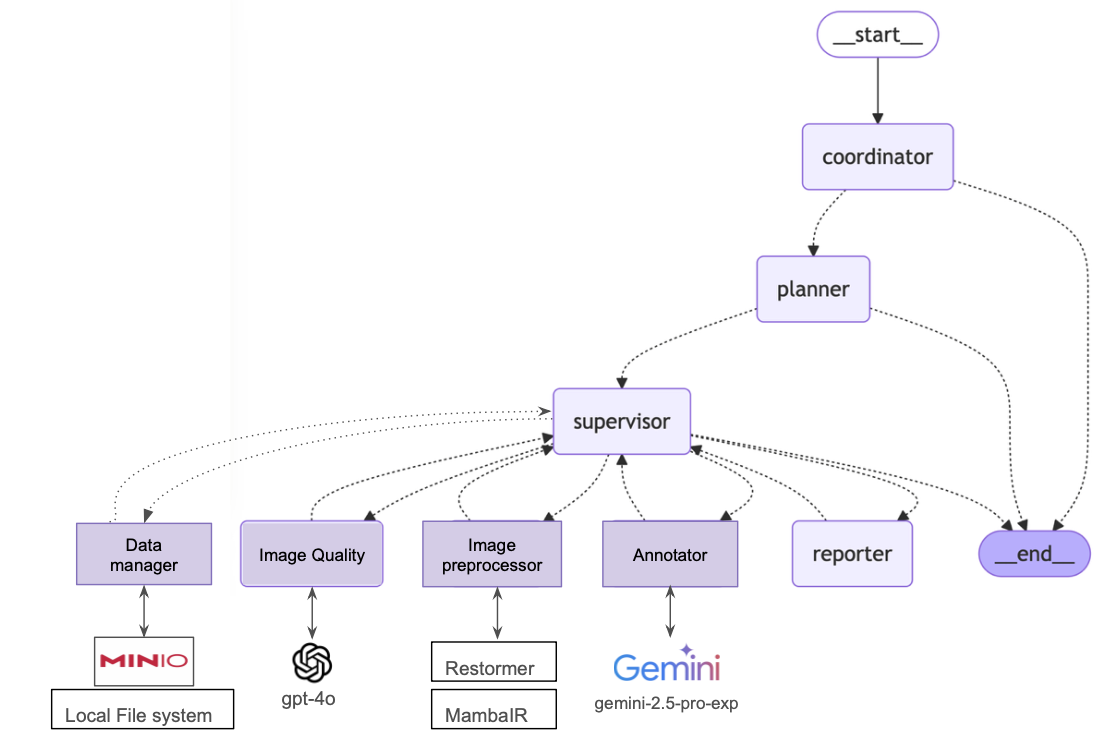 __start__
coordinator
planner
supervisor
Data
manager
Image Quality
Image
preprocessor
Annotator
reporter
__end__
MINIO
Restormer
Gemini
gpt-4o
gemini-2.5-pro-exp
Local File system
MambaIR